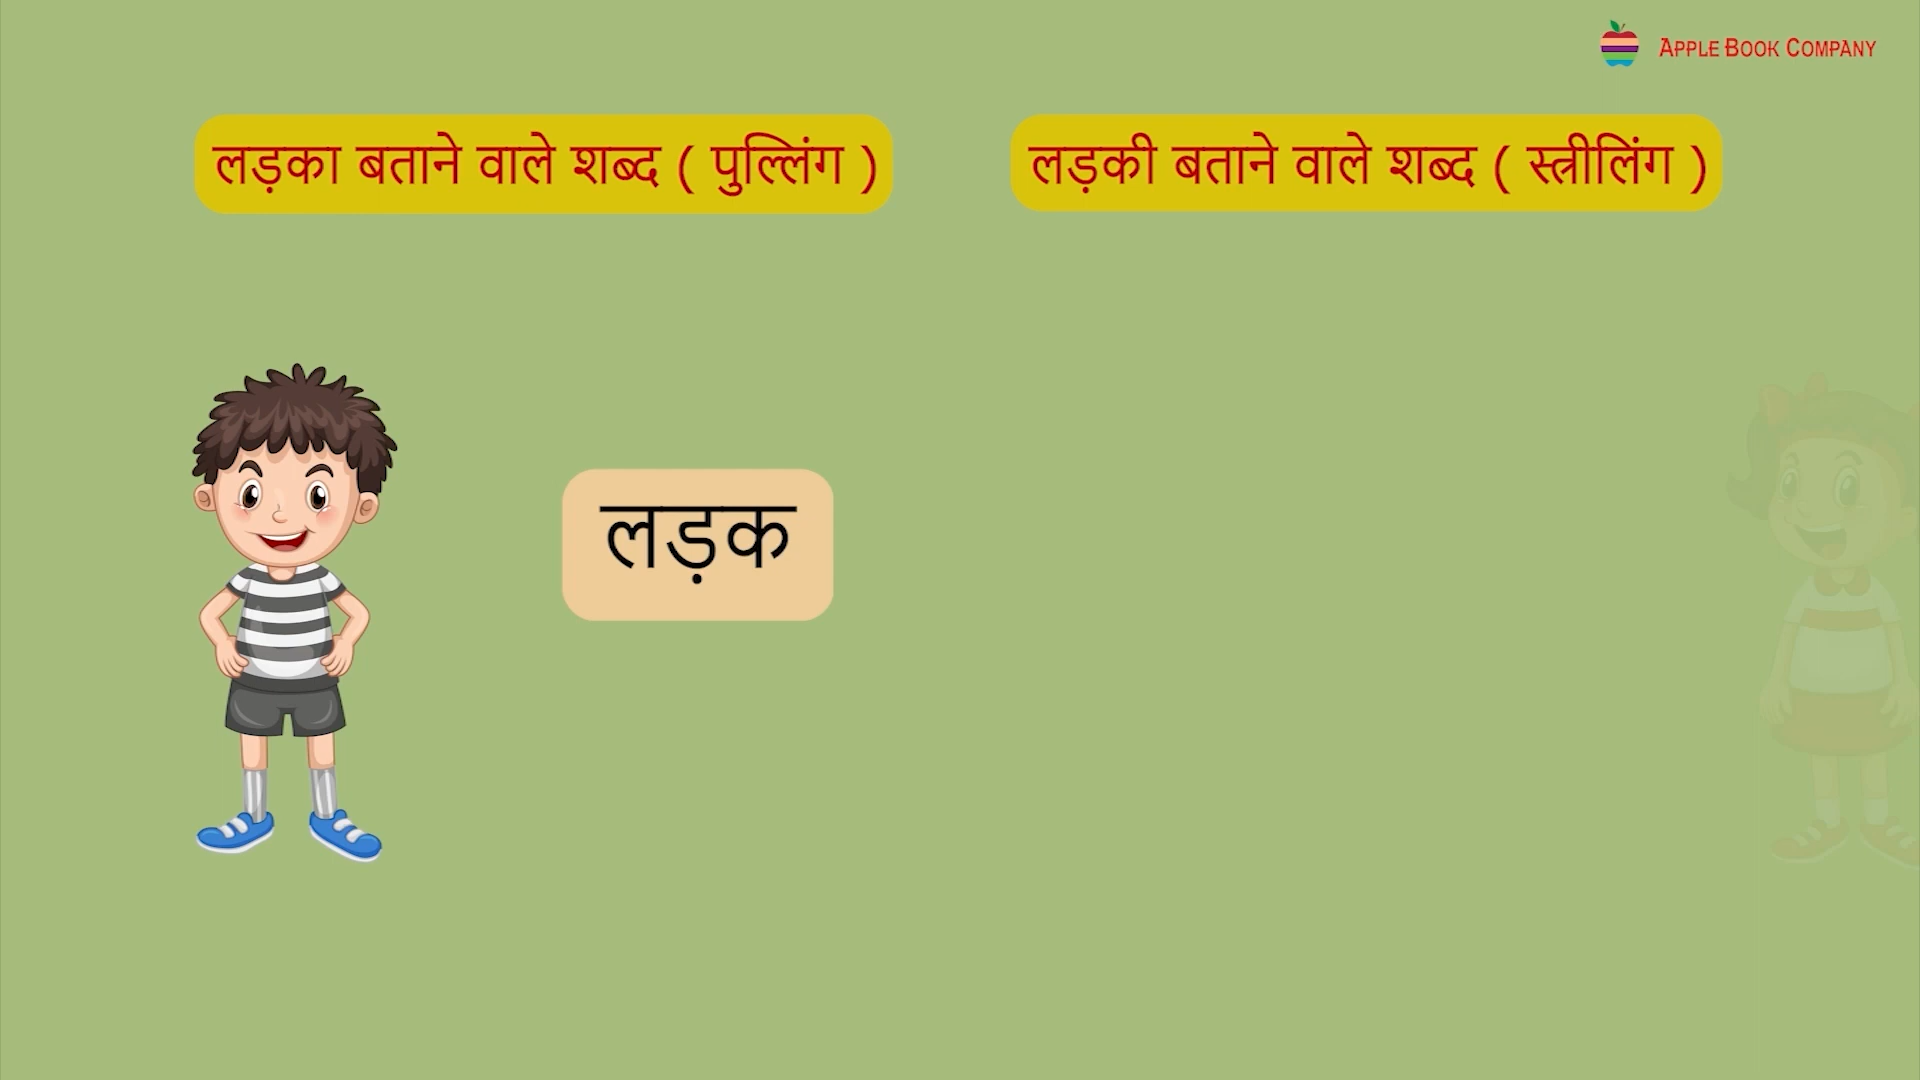 APPLE BOOK COMPANY
लड़का बताने वाले शब्द ( पुल्लिंग )
लड़की बताने वाले शब्द ( स्त्रीलिंग )
लड़क